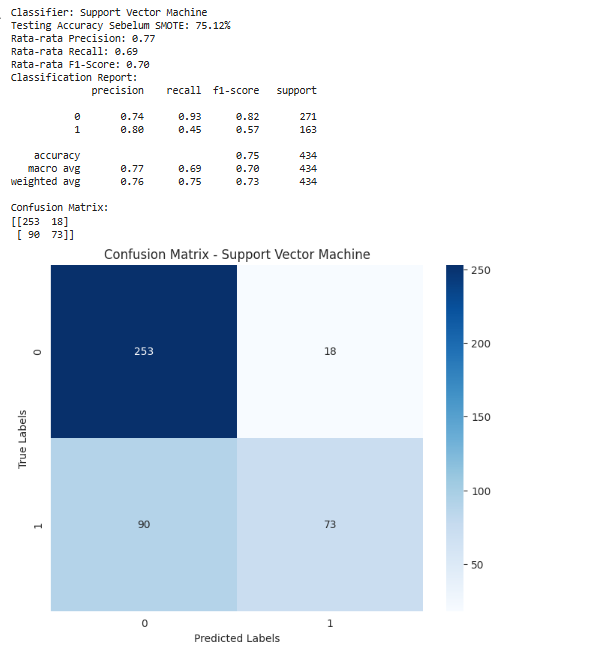 Classifier: Support Vector Machine
Testing Accuracy Sebelum SMOTE: 75.12%
Rata-rata Precision: 0.77
Rata-rata Recall: 0.69
Rata-rata F1-Score: 0.70
Classification Report:
precision recall f1-score support
0 0.74 0.93 0.82 271
1 0.80 0.45 0.57 163
accuracy 0.75 434
macro avg 0.77 0.69 0.70 434
weighted avg 0.76 0.75 0.73 434
Confusion Matrix:
[[253 18]
[ 90 73]]
Confusion Matrix - Support Vector Machine
250
200
150
100
50
True Labels
0
253 18
1
90 73
0 1
Predicted Labels